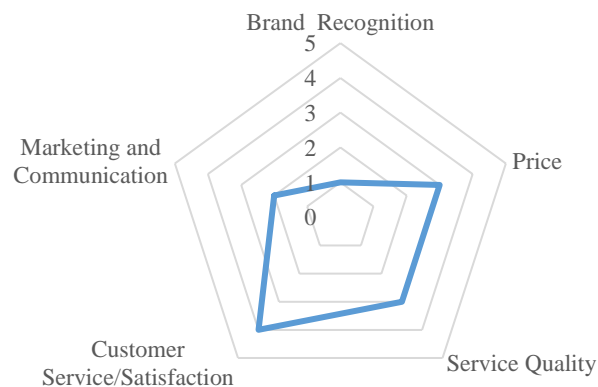 Brand Recognition
5
4
3
2
1
0
Price
Service Quality
Customer
Service/Satisfaction
Marketing and
Communication